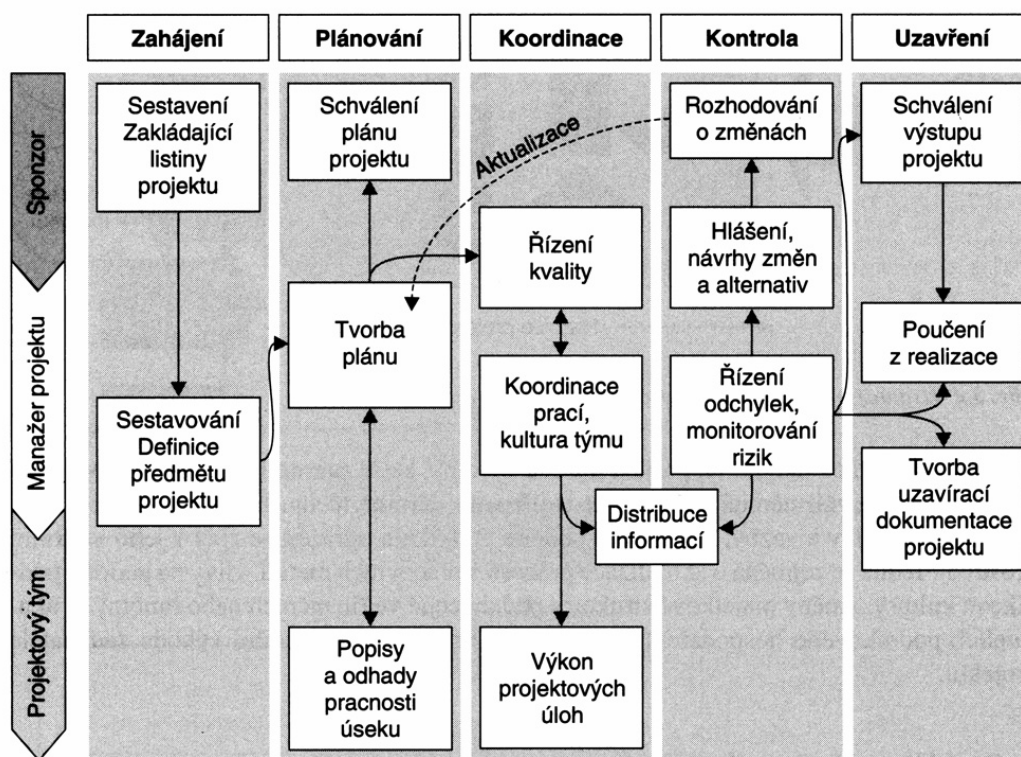 Zahájení
Plánování
Koordinace
Kontrola
Uzavření
Sponzor
Manažer projektu
Projektový tým
Sestavení
Zakládající
listiny
projektu
Sestavování
Definice
předmětu
projektu
Schválení
plánu
projektu
Tvorba
plánu
Popisy
a odhady
pracnosti
úseku
Aktualizace
Řízení
kvality
Koordinace
prací,
kultura týmu
Distribuce
informací
Výkon
projektových
úloh
Rozhodování
o změnách
Hlášení,
návrhy změn
a alternativ
Řízení
odchylek,
monitorování
rizik
Schválení
výstupu
projektu
Poučení
z realizace
Tvorba
uzavírací
dokumentace
projektu